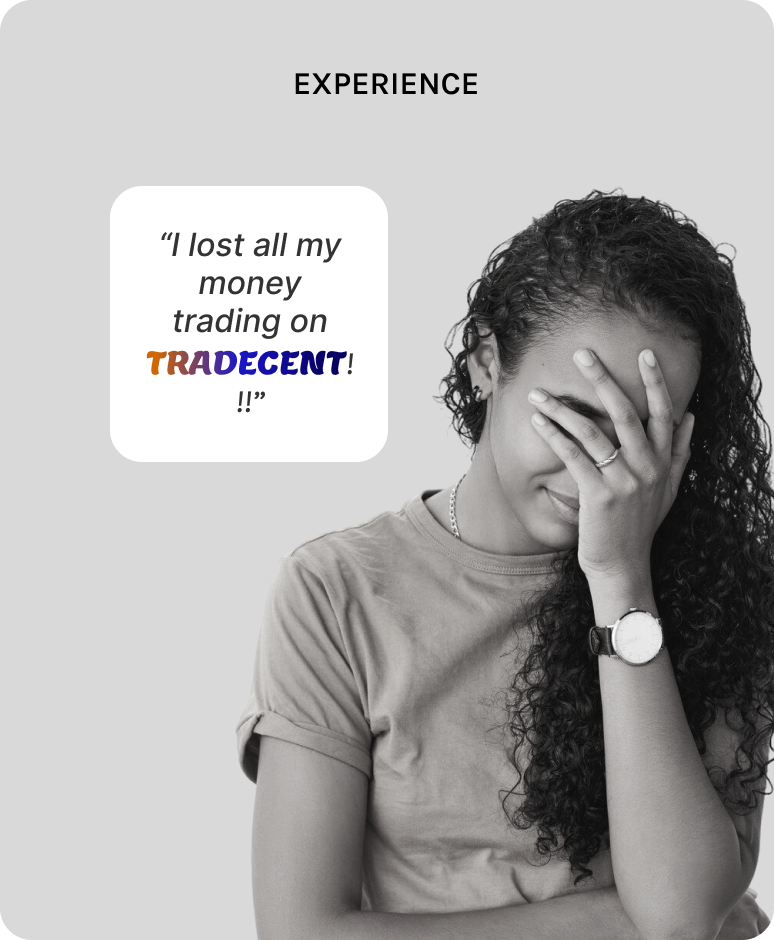 EXPERIENCE
“I lost all my
money
trading on
TRADECENT!
!!”